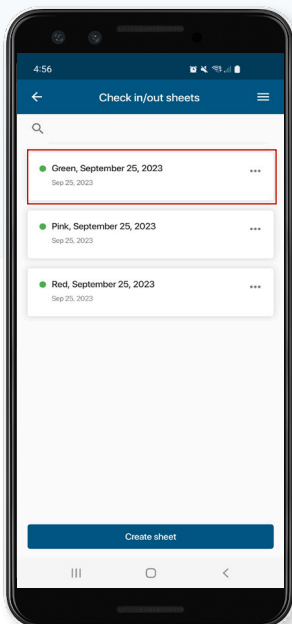 4:56
Check in/out sheets
Green, September 25, 2023
Sep 25, 2023
Pink, September 25, 2023
Sep 25, 2023
Red, September 25, 2023
Sep 25, 2023
Create sheet